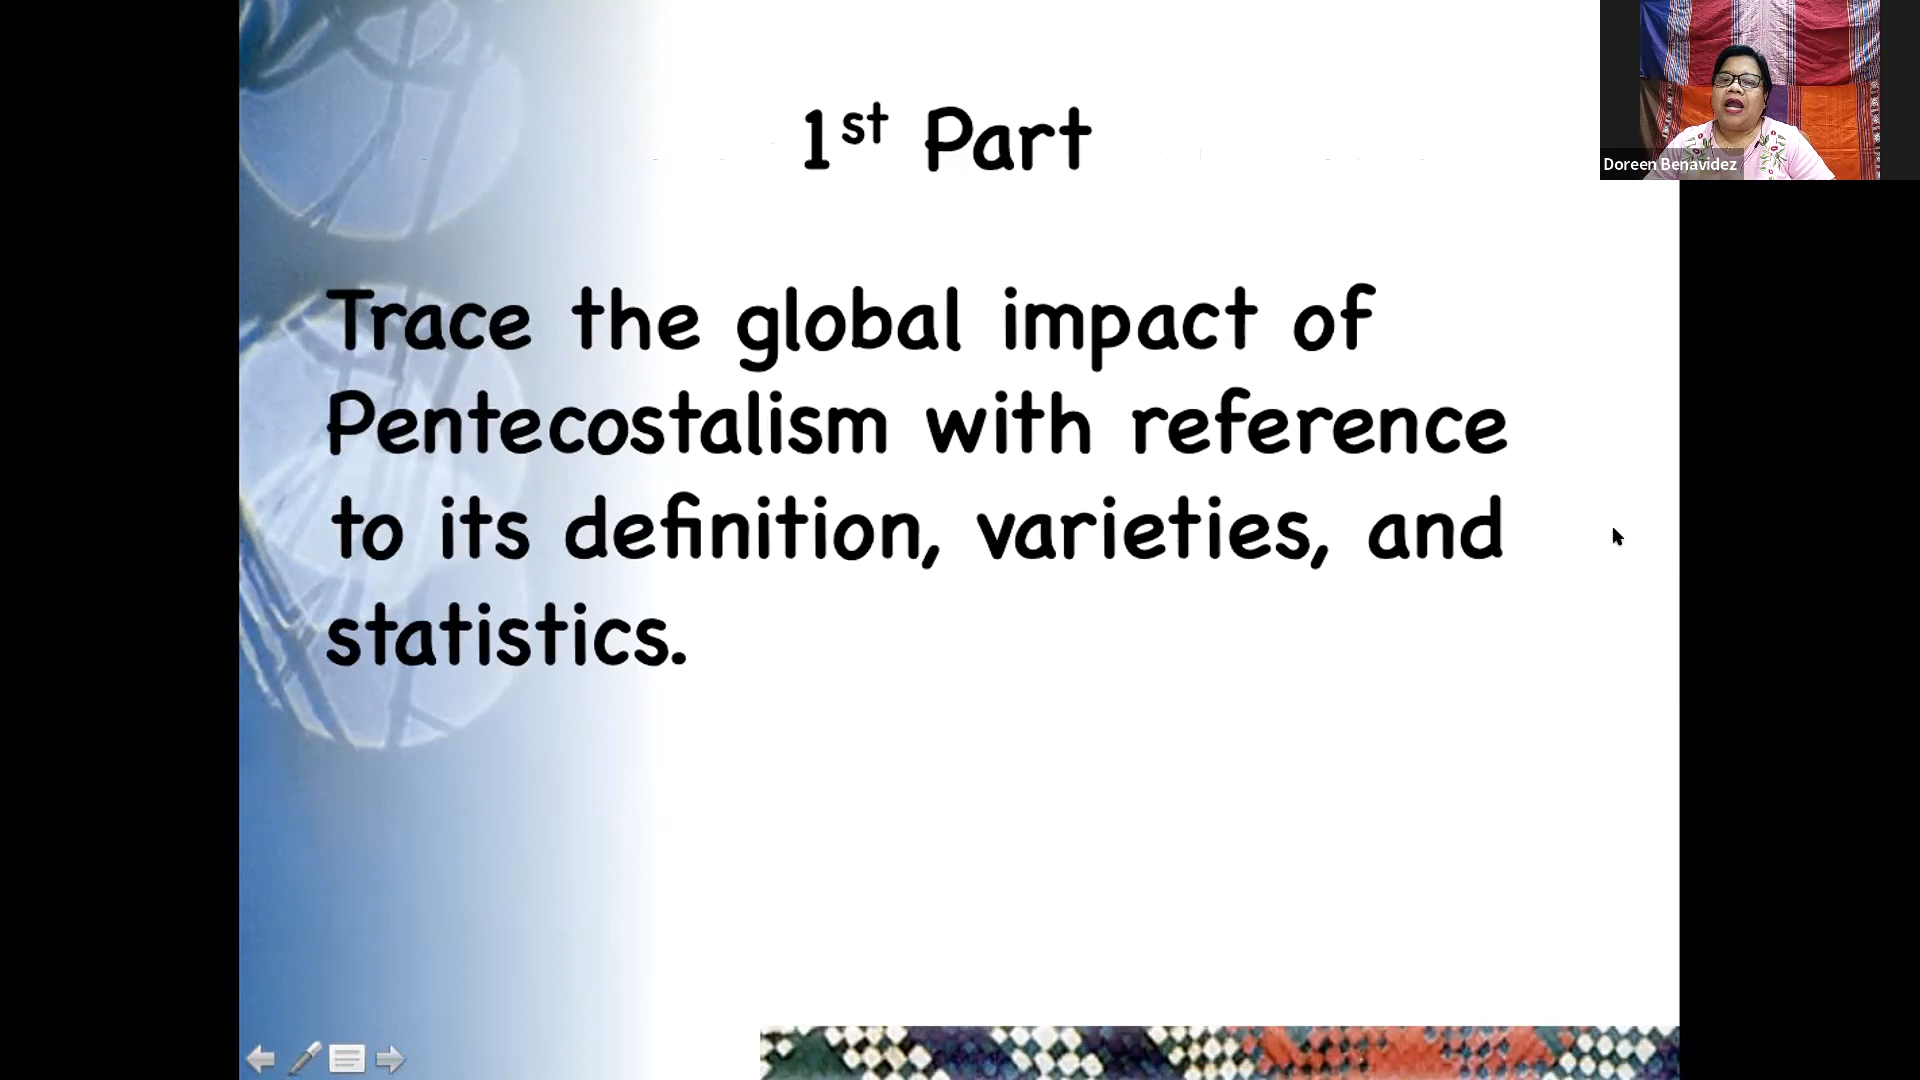 1st Part
Trace the global impact of
Pentecostalism with reference
to its definition, varieties, and
statistics.
Doreen Benavidez